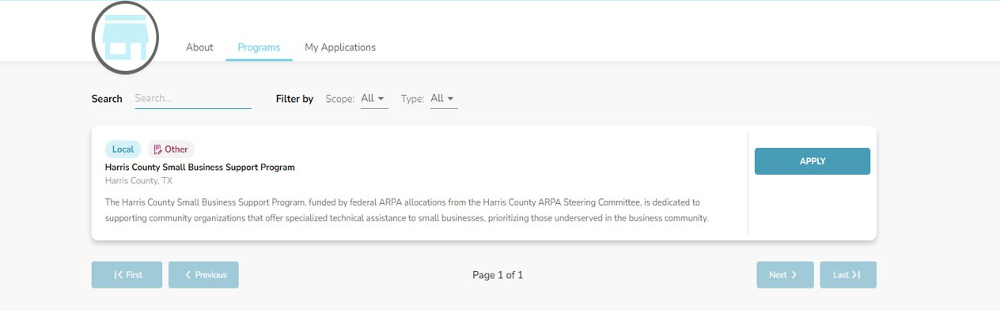 About Programs My Applications
Search Search... Filter by Scope: All Type: All
Local Other
Harris County Small Business Support Program
Harris County, TX
APPLY
The Harris County Small Business Support Program, funded by federal ARPA allocations from the Harris County ARPA Steering Committee, is dedicated to
supporting community organizations that offer specialized technical assistance to small businesses, prioritizing those underserved in the business community.
First Previous Page 1 of 1 Next Last